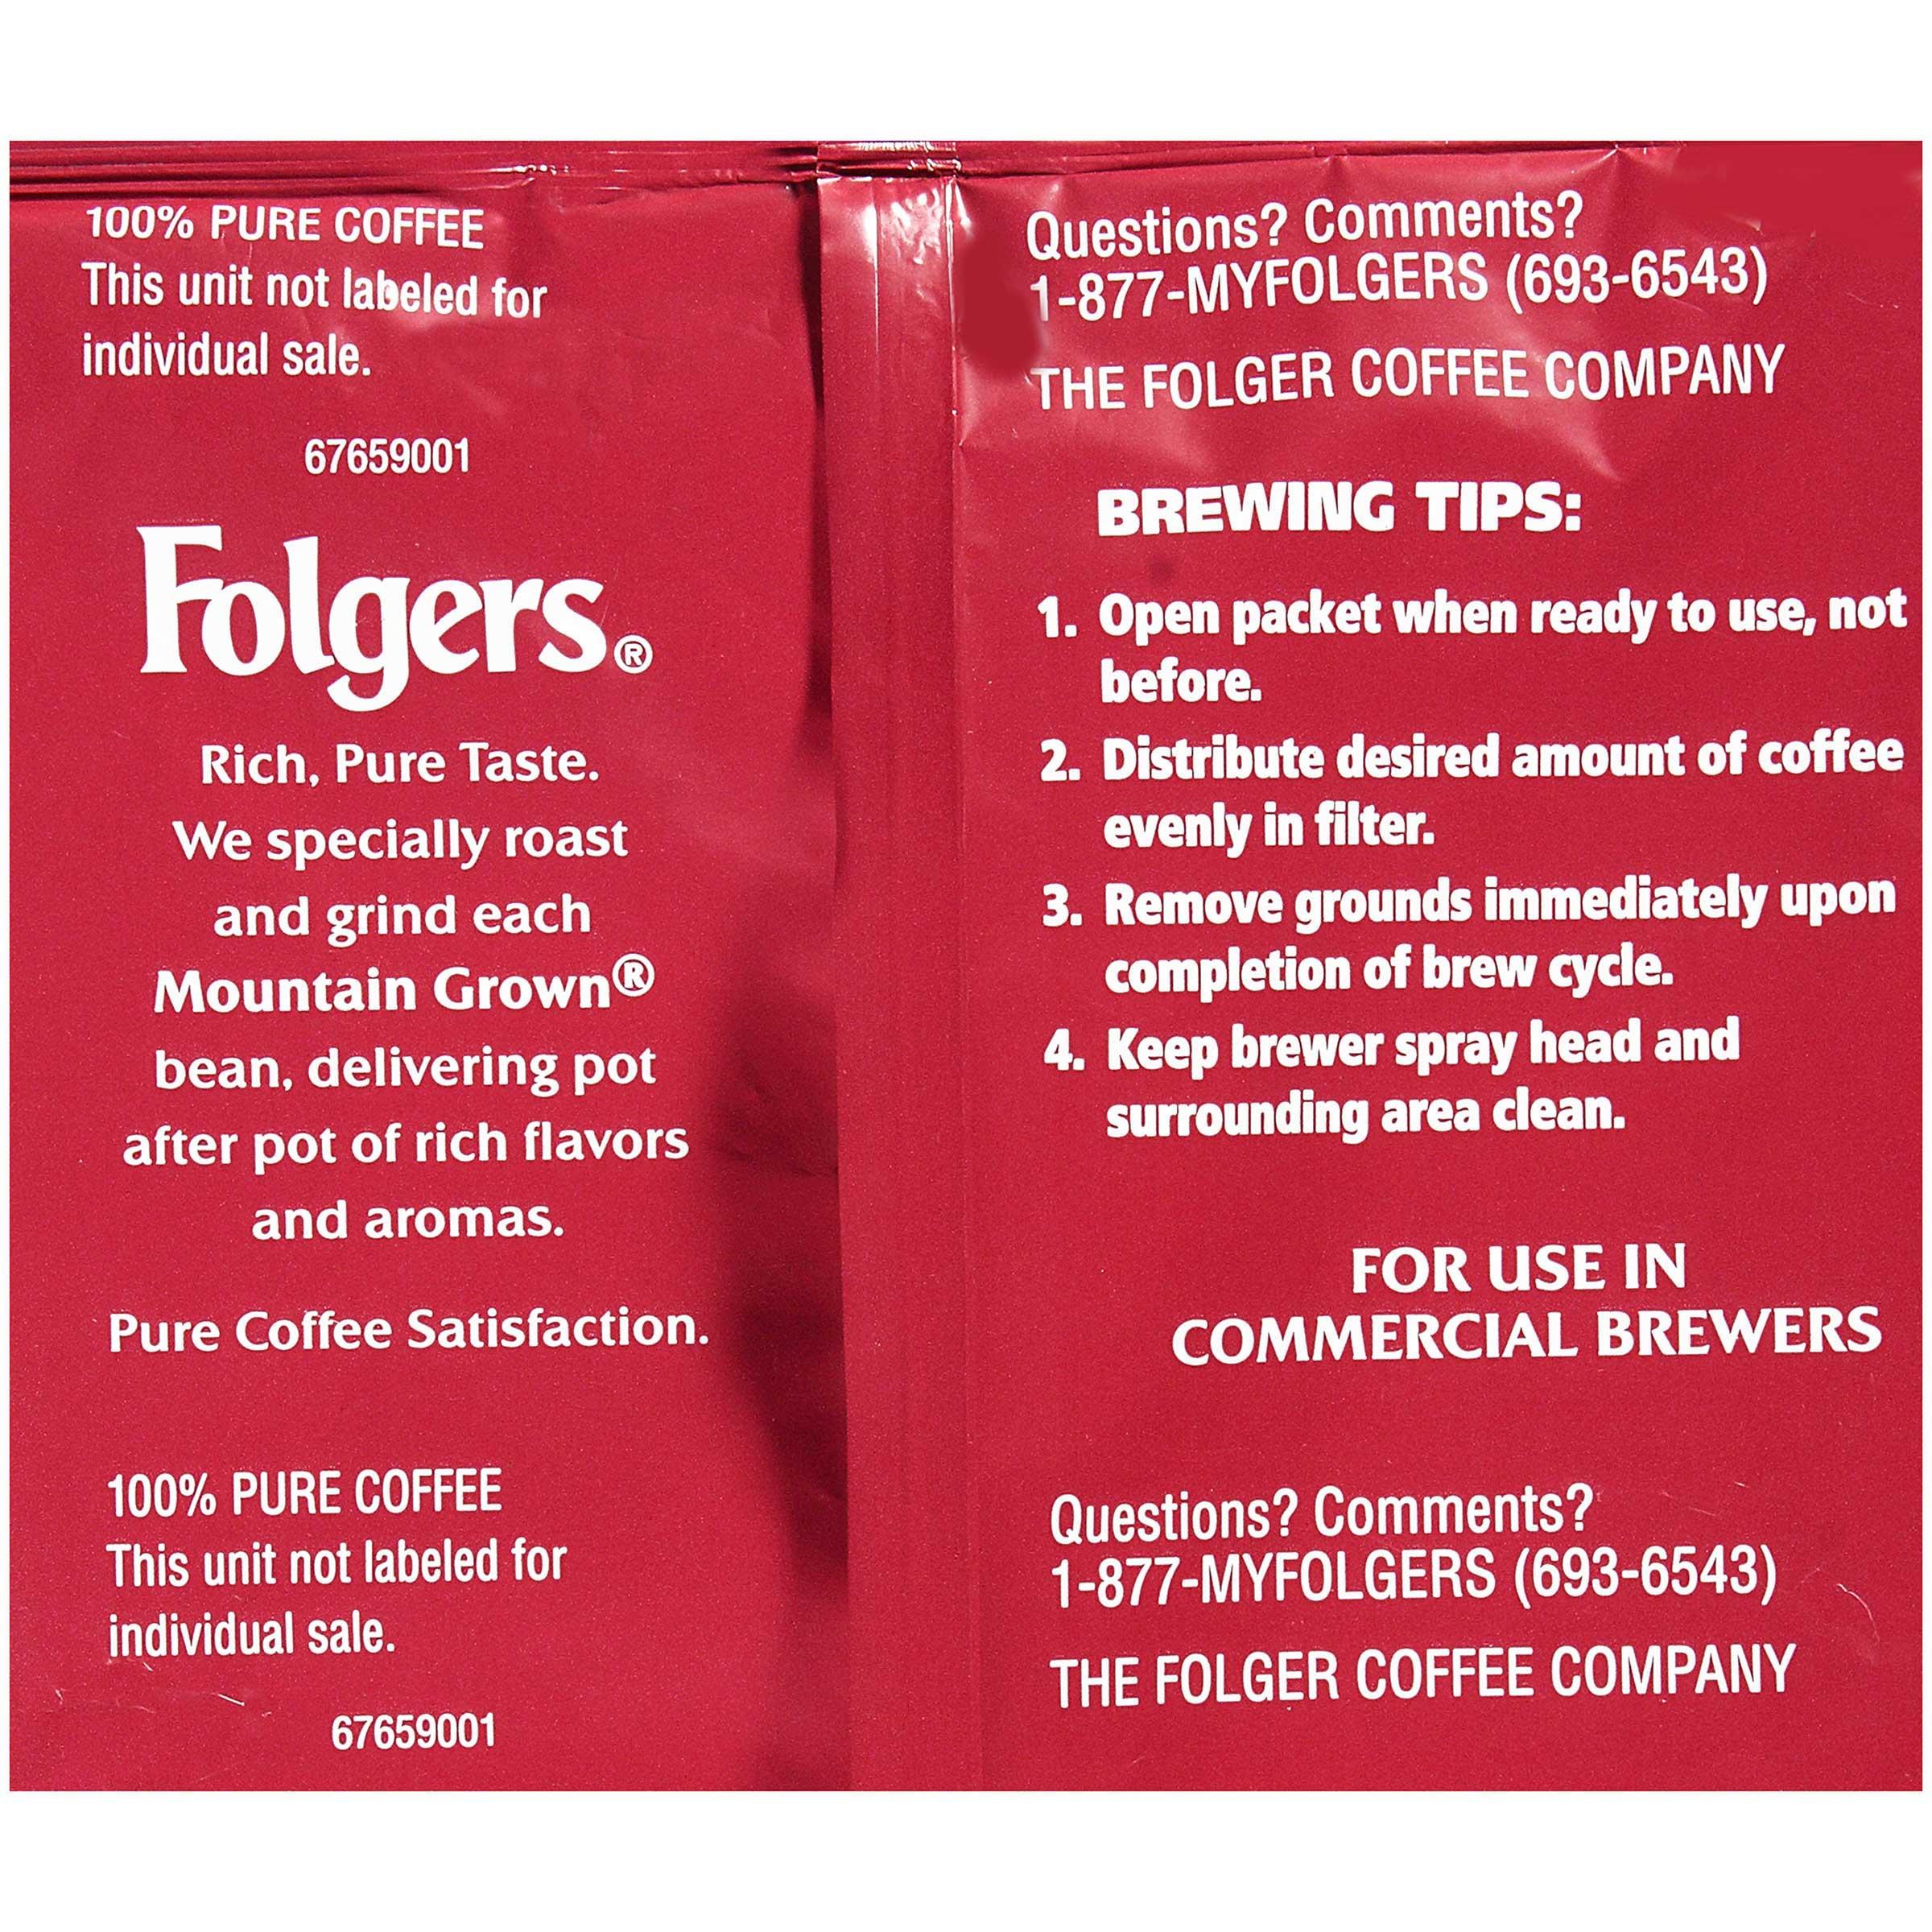 100% PURE COFFEE
This unit not labeled for
individual sale.
67659001
Folgers®
Rich, Pure Taste.
We specially roast
and grind each
Mountain Grown®
bean, delivering pot
after pot of rich flavors
and aromas.
Pure Coffee Satisfaction.
100% PURE COFFEE
This unit not labeled for
individual sale.
67659001
Questions? Comments?
1-877-MYFOLGERS (693-6543)
THE FOLGER COFFEE COMPANY
BREWING TIPS:
1. Open packet when ready to use, not
before.
2. Distribute desired amount of coffee
evenly in filter.
3. Remove grounds immediately upon
completion of brew cycle.
4. Keep brewer spray head and
surrounding area clean.
FOR USE IN
COMMERCIAL BREWERS
Questions? Comments?
1-877-MYFOLGERS (693-6543)
THE FOLGER COFFEE COMPANY